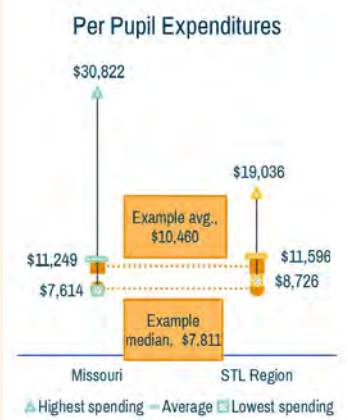 Per Pupil Expenditures
$30,822
$19,036
Example avg.,
$10,460
$11,249
$11,596
$7,614
$8,726
Example
median, $7,811
Missouri
STL Region
Highest spending
Average
Lowest spending